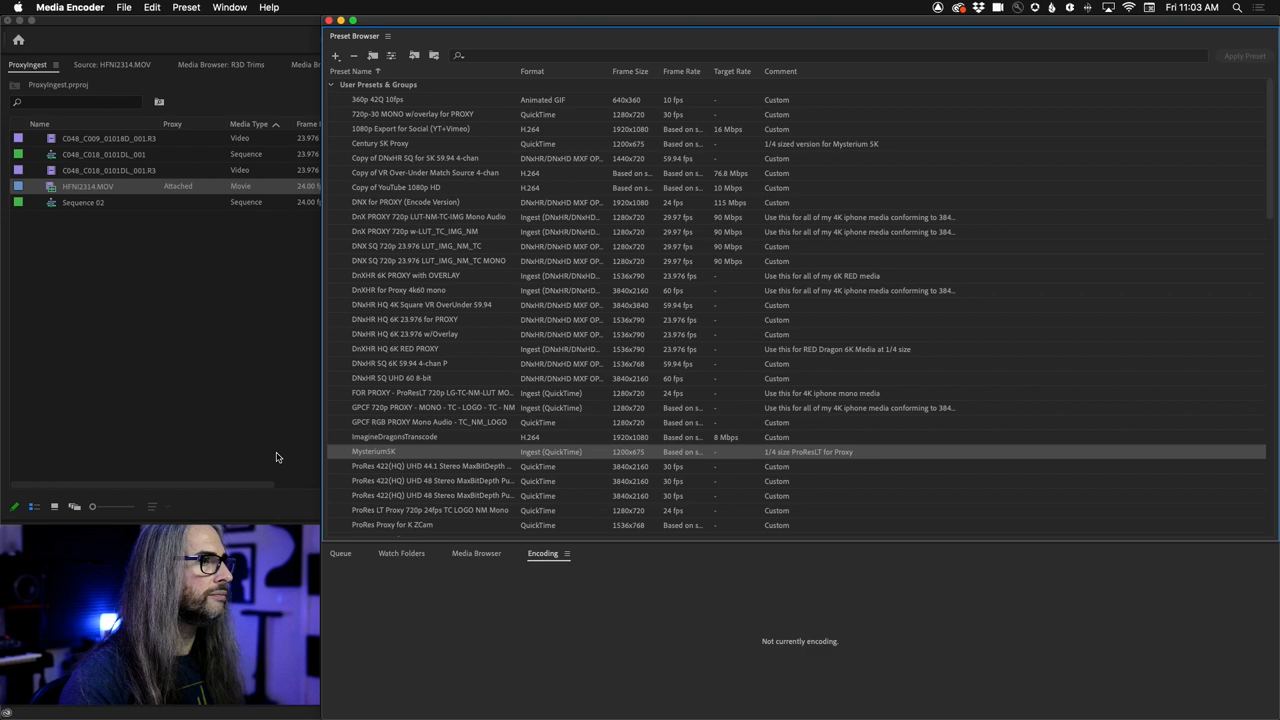 Media Encoder File Edit Preset Window Help Fri 11:03 AM
Preset Browser
Apply Preset
Preset Name Format Frame Size Frame Rate Target Rate Comment
User Presets & Groups
360p 42Q 10fps Animated GIF 640x360 10 fps - Custom
720p-30 MONO w/overlay for PROXY QuickTime 1280x720 30 fps - Custom
1080p Export for Social (YT+Vimeo) H.264 1920x1080 Based on s... 16 Mbps Custom
Century 5K Proxy QuickTime 1200x675 Based on s... - 1/4 sized version for Mysterium 5K
Copy of DNxHR SQ for 5K 59.94 4-chan DNxHR/DNxHD MXF OP... 1440x720 59.94 fps - Custom
Copy of VR Over-Under Match Source 4-chan H.264 Based on s... Based on s... 76.8 Mbps Custom
Copy of YouTube 1080p HD H.264 Based on s... Based on s... 10 Mbps Custom
DNX for PROXY (Encode Version) DNxHR/DNxHD MXF OP... 1920x1080 24 fps 115 Mbps Custom
DnX PROXY 720p LUT-NM-TC-IMG Mono Audio Ingest (DNxHR/DNxHD... 1280x720 29.97 fps 90 Mbps Use this for all of my 4K iphone media conforming to 384...
DnX PROXY 720p w-LUT_TC_IMG_NM Ingest (DNxHR/DNxHD... 1280x720 29.97 fps 90 Mbps Use this for all of my 4K iphone media conforming to 384...
DNX SQ 720p 23.976 LUT_IMG_NM_TC DNxHR/DNxHD MXF OP... 1280x720 29.97 fps 90 Mbps Custom
DNX SQ 720p 23.976 LUT_IMG_NM_TC MONO DNxHR/DNxHD MXF OP... 1280x720 29.97 fps 90 Mbps Custom
DnXHR 6K PROXY with OVERLAY Ingest (DNxHR/DNxHD... 1536x790 23.976 fps - Use this for all of my 6K RED media
DnxHR for Proxy 4k60 mono Ingest (DNxHR/DNxHD... 3840x2160 60 fps - Use this for all of my 4K iphone media conforming to 384...
DNxHR HQ 4K Square VR OverUnder 59.94 DNxHR/DNxHD MXF OP... 3840x3840 59.94 fps - Custom
DNxHR HQ 6K 23.976 for PROXY DNxHR/DNxHD MXF OP... 1536x790 23.976 fps - Custom
DNxHR HQ 6K 23.976 w/Overlay DNxHR/DNxHD MXF OP... 1536x790 23.976 fps - Custom
DnxHR HQ 6K RED PROXY Ingest (DNxHR/DNxHD... 1536x790 23.976 fps - Use this for RED Dragon 6K Media at 1/4 size
DNxHR SQ 6K 59.94 4-chan P DNxHR/DNxHD MXF OP... 1536x768 59.94 fps - Custom
DNxHR SQ UHD 60 8-bit DNxHR/DNxHD MXF OP... 3840x2160 60 fps - Custom
FOR PROXY - ProResLT 720p LG-TC-NM-LUT MO... Ingest (QuickTime) 1280x720 24 fps - Use this for 4K iphone mono media
GPCF 720p PROXY - MONO - TC - LOGO - TC - NM Ingest (QuickTime) 1280x720 Based on s... - Use this for all of my 4K iphone media conforming to 384...
GPCF RGB PROXY Mono Audio - TC_NM_LOGO QuickTime 1280x720 Based on s... - Custom
ImagineDragonsTranscode H.264 1920x1080 Based on s... 8 Mbps Custom
Mysterium5K Ingest (QuickTime) 1200x675 Based on s... - 1/4 size ProResLT for Proxy
ProRes 422(HQ) UHD 44.1 Stereo MaxBitDepth ... QuickTime 3840x2160 30 fps - Custom
ProRes 422(HQ) UHD 48 Stereo MaxBitDepth Pu... QuickTime 3840x2160 30 fps - Custom
ProRes 422(HQ) UHD 48 Stereo MaxBitDepth Pu... QuickTime 3840x2160 30 fps - Custom
ProRes LT Proxy 720p 24fps TC LOGO NM Mono QuickTime 1280x720 24 fps - Custom
ProRes Proxy for K ZCam QuickTime 1536x768 Based on s... - Custom
Queue Watch Folders Media Browser Encoding
Not currently encoding.
ProxyIngest Source: HFNI2314.MOV Media Browser: R3D Trims Media B
ProxyIngest.prproj
Name Proxy Media Type Frame
C048_C009_01018D_001.R3 Video 23.976
C048_C018_0101DL_001 Sequence 23.976
C048_C018_0101DL_001.R3 Video 23.976
HFNI2314.MOV Attached Movie 24.00 f
Sequence 02 Sequence 24.00 f